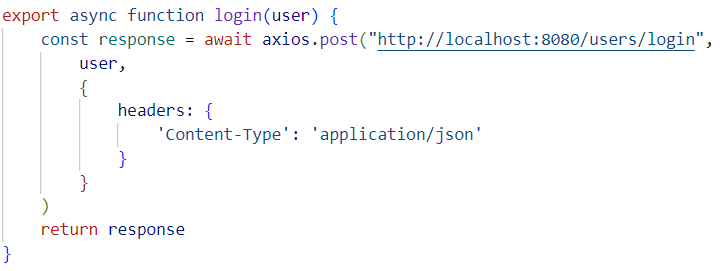 export async function login(user) {
    const response = await axios.post("http://localhost:8080/users/login",
        user,
        {
            headers: {
                'Content-Type': 'application/json'
            }
        }
    )
    return response
}